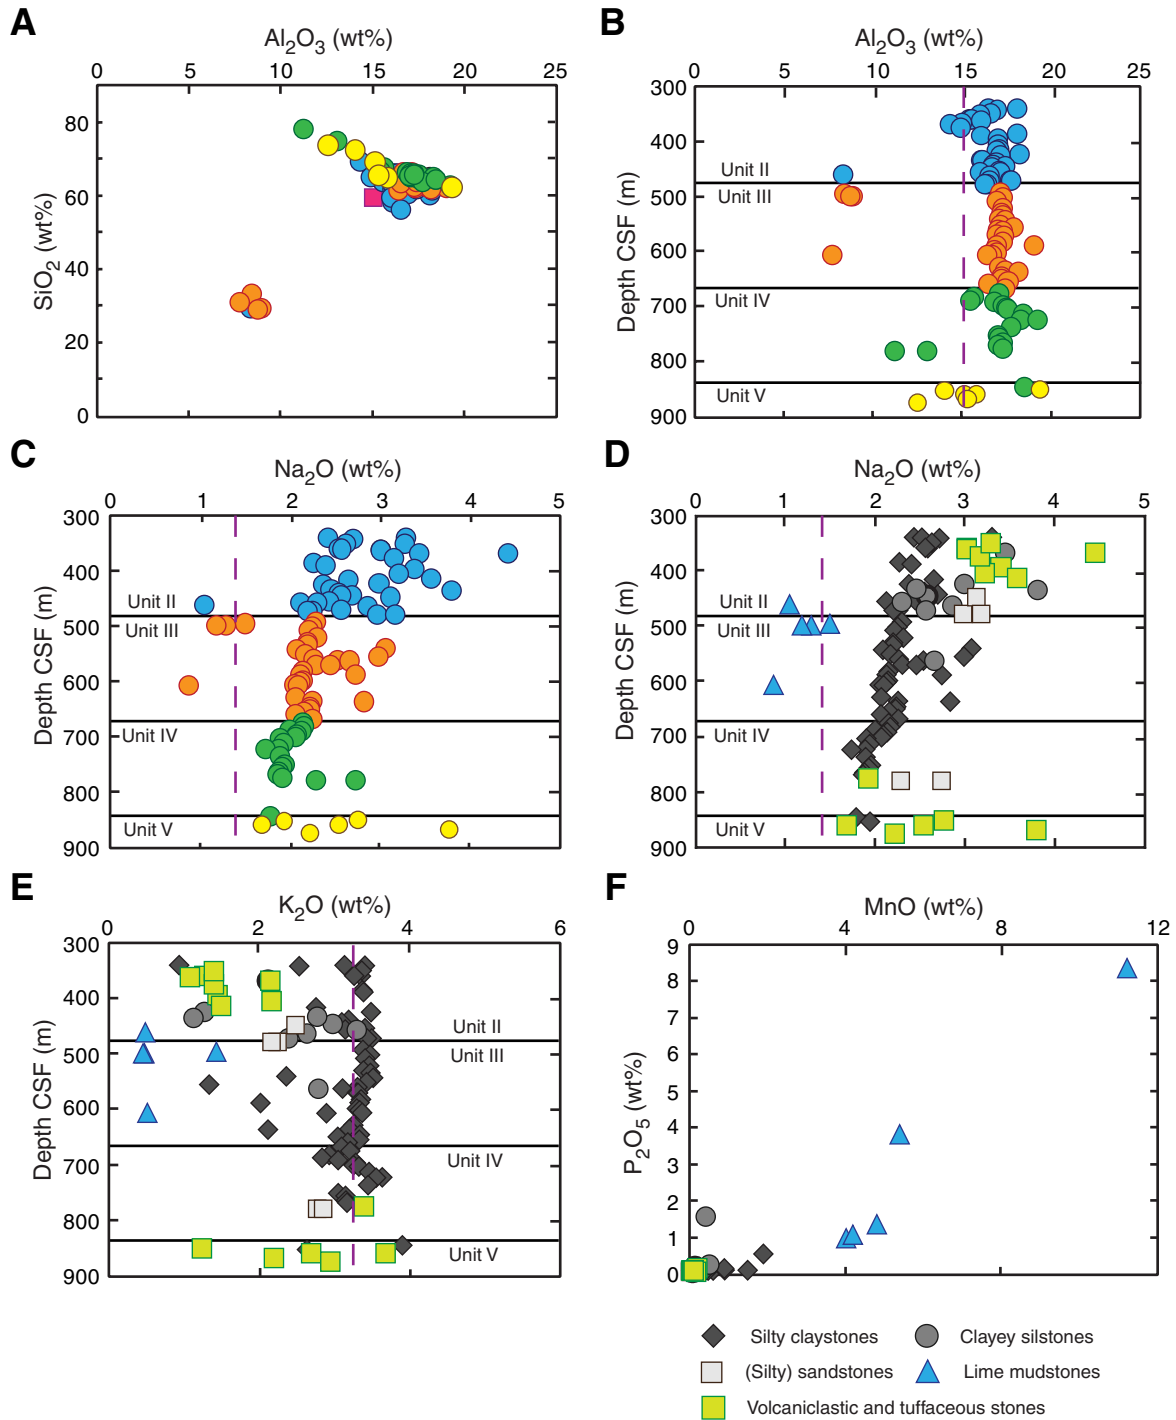 A
Al2O3 (wt%)
0 5 10 15 20 25
SiO2 (wt%)
80
60
40
20
0
B
Al2O3 (wt%)
0 5 10 15 20 25
Depth CSF (m)
300
400
500
600
700
800
900
Unit II
Unit III
Unit IV
Unit V
C
Na2O (wt%)
0 1 2 3 4 5
Depth CSF (m)
300
400
500
600
700
800
900
Unit II
Unit III
Unit IV
Unit V
D
Na2O (wt%)
0 1 2 3 4 5
Depth CSF (m)
300
400
500
600
700
800
900
Unit II
Unit III
Unit IV
Unit V
E
K2O (wt%)
0 2 4 6
Depth CSF (m)
300
400
500
600
700
800
900
Unit II
Unit III
Unit IV
Unit V
F
MnO (wt%)
0 4 8 12
P2O5 (wt%)
9
8
7
6
5
4
3
2
1
0
Silty claystones
Clayey silstones
(Silty) sandstones
Lime mudstones
Volcaniclastic and tuffaceous stones